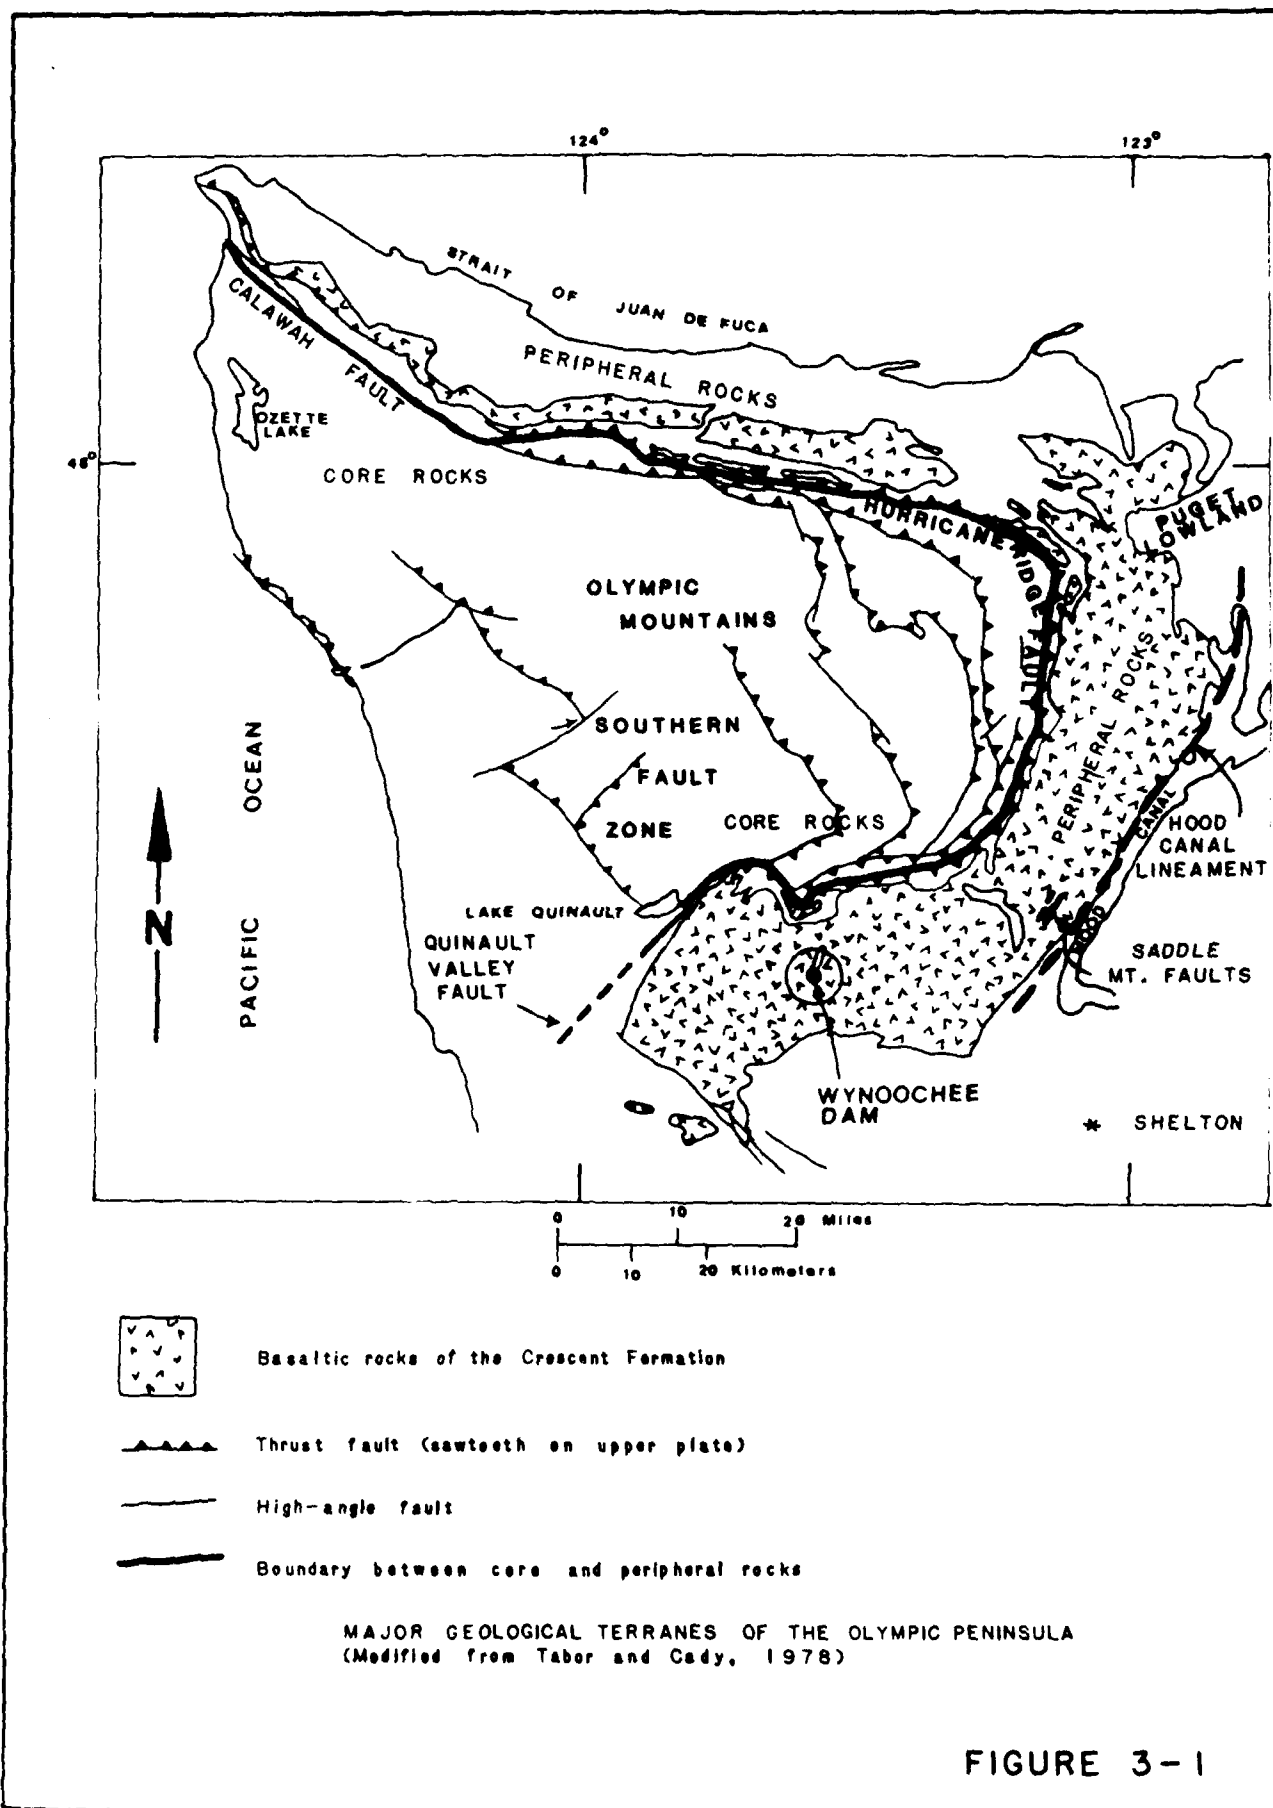 124°
123°
STRAIT OF JUAN DE FUCA
PERIPHERAL ROCKS
CALAWAH FAULT
OZETTE
LAKE
48°
CORE ROCKS
HURRICANE RIDGE FAULT
PUGET
LOWLAND
OLYMPIC
MOUNTAINS
PERIPHERAL ROCKS
SOUTHERN
FAULT
ZONE
CORE ROCKS
PACIFIC OCEAN
N
HOOD CANAL
HOOD
CANAL
LINEAMENT
LAKE QUINAULT
QUINAULT
VALLEY
FAULT
SADDLE
MT. FAULTS
WYNOOCHEE
DAM
* SHELTON
0 10 20 Miles
0 10 20 Kilometers
Basaltic rocks of the Crescent Formation
Thrust fault (sawteeth on upper plate)
High-angle fault
Boundary between core and peripheral rocks
MAJOR GEOLOGICAL TERRANES OF THE OLYMPIC PENINSULA
(Modified from Tabor and Cady, 1978)
FIGURE 3-1